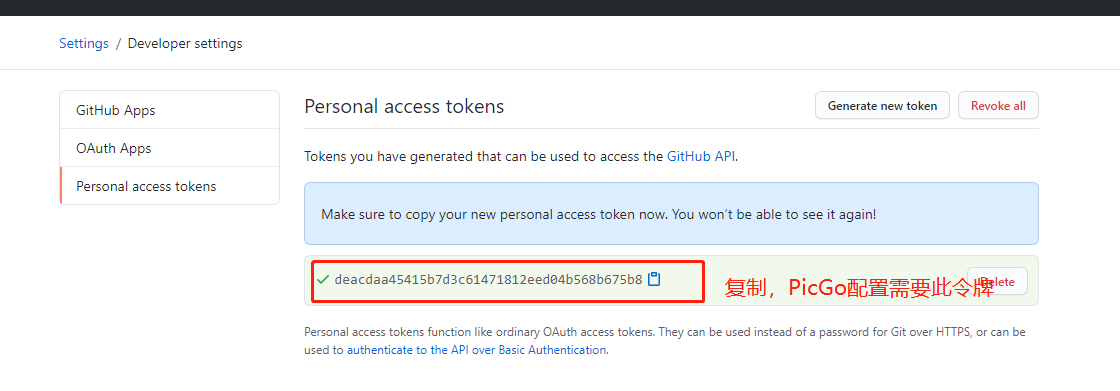 Settings / Developer settings
GitHub Apps
OAuth Apps
Personal access tokens
Personal access tokens
Generate new token
Revoke all
Tokens you have generated that can be used to access the GitHub API.
Make sure to copy your new personal access token now. You won’t be able to see it again!
deacdaa45415b7d3c61471812eed04b568b675b8
复制，PicGo配置需要此令牌
Delete
Personal access tokens function like ordinary OAuth access tokens. They can be used instead of a password for Git over HTTPS, or can be
used to authenticate to the API over Basic Authentication.